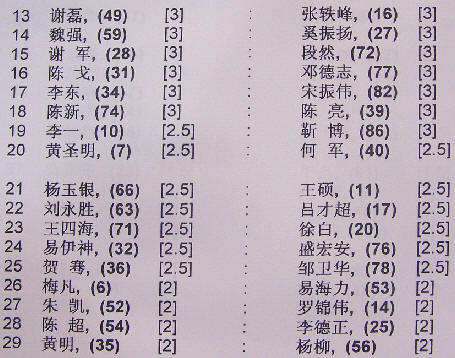 13 谢磊, (49) [3] : 张轶峰, (16) [3]
14 魏强, (59) [3] : 奚振扬, (27) [3]
15 谢 军, (28) [3] : 段然, (72) [3]
16 陈 戈, (31) [3] : 邓德志, (77) [3]
17 李东, (34) [3] : 宋振伟, (82) [3]
18 陈新, (74) [3] : 陈 亮, (39) [3]
19 李一, (10) [2.5] : 靳 博, (86) [3]
20 黄圣明, (7) [2.5] : 何 军, (40) [2.5]
21 杨玉银, (66) [2.5] : 王硕, (11) [2.5]
22 刘永胜, (63) [2.5] : 吕才超, (17) [2.5]
23 王四海, (71) [2.5] : 徐白, (20) [2.5]
24 易伊神, (32) [2.5] : 盛宏安, (76) [2.5]
25 贺 骞, (36) [2.5] : 邹卫华, (78) [2.5]
26 梅凡, (6) [2] : 易海力, (53) [2]
27 朱 凯, (52) [2] : 罗锦伟, (14) [2]
28 陈 超, (54) [2] : 李德正, (25) [2]
29 黄明, (35) [2] : 杨柳, (56) [2]